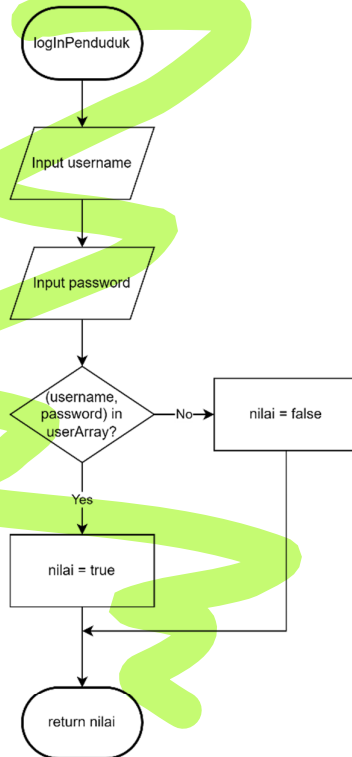 logInPenduduk
Input username
Input password
(username,
password) in
userArray?
No
nilai = false
Yes
nilai = true
return nilai